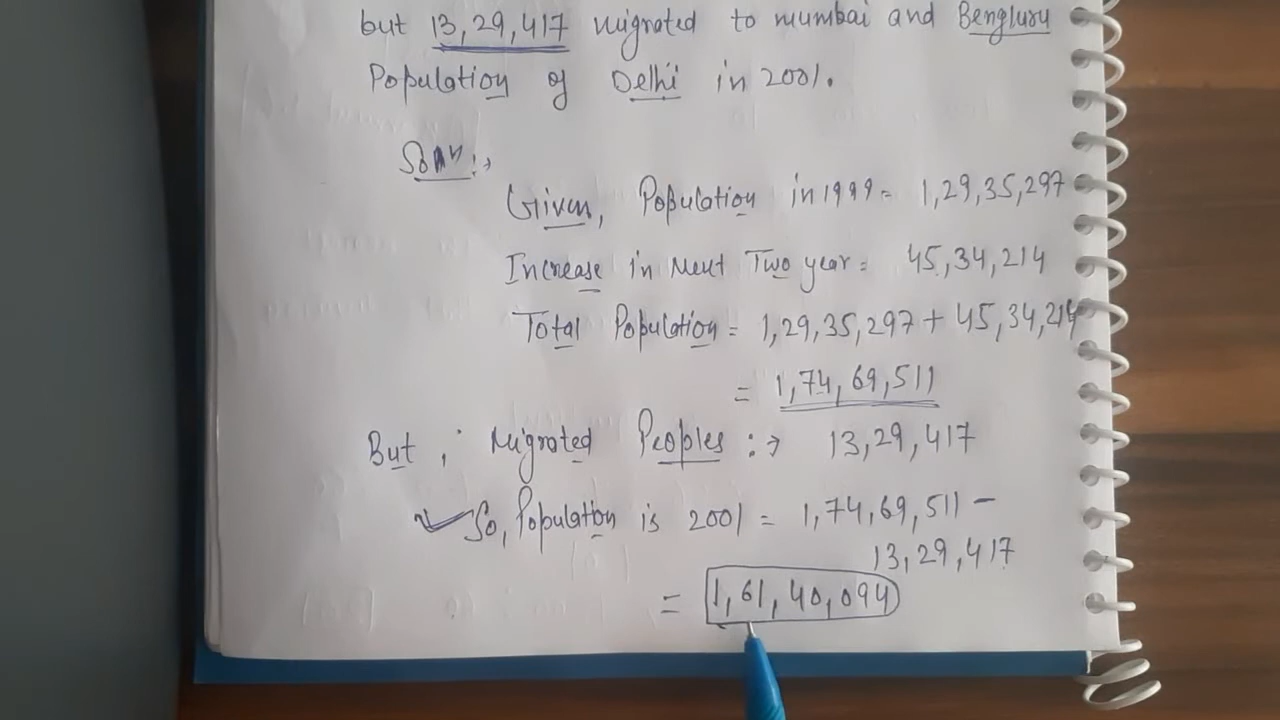 but 13,29,417 migrated to mumbai and Bengluru
Population of Delhi in 2001.
Soln:→
Given, Population in 1999 = 1,29,35,297
Increase in Next Two year = 45,34,214
Total Population = 1,29,35,297 + 45,34,214
= 1,74,69,511
But ; Migrated Peoples :→ 13,29,417
So, Population is 2001 = 1,74,69,511 -
13,29,417
= 1,61,40,094